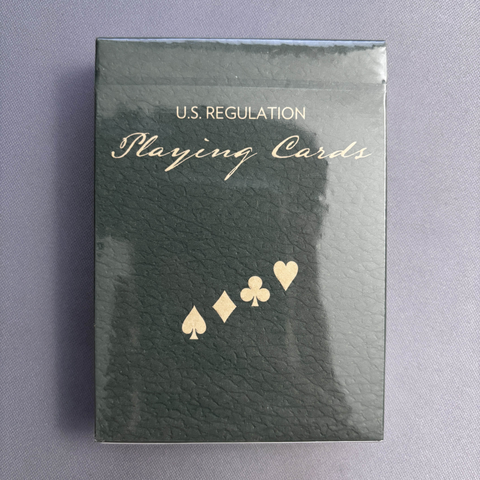 U.S. REGULATION
Playing Cards